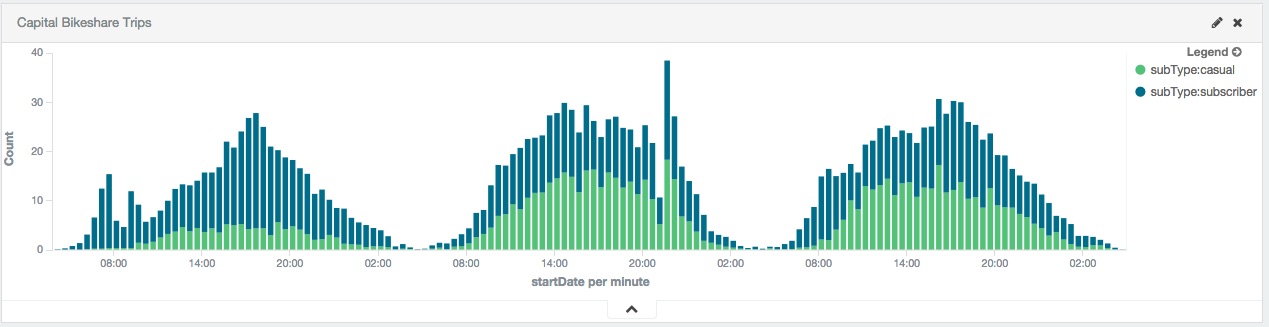 Capital Bikeshare Trips
Legend
subType:casual
subType:subscriber
Count
40
30
20
10
0
08:00 14:00 20:00 02:00 08:00 14:00 20:00 02:00 08:00 14:00 20:00 02:00
startDate per minute